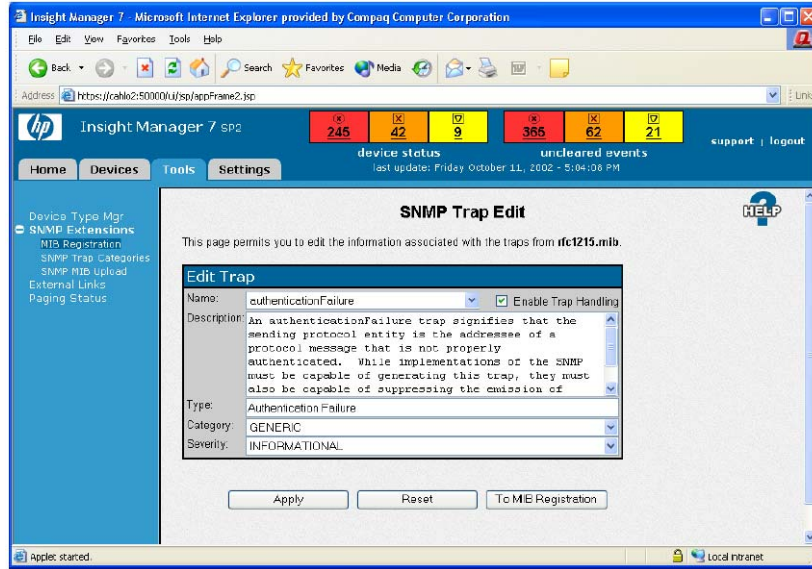 Insight Manager 7 - Microsoft Internet Explorer provided by Compaq Computer Corporation
File Edit View Favorites Tools Help
Back Search Favorites Media
Address https://cahlo2:50000/ui/jsp/appFrame2.jsp Links
hp Insight Manager 7 SP2
245 42 9 365 62 21
device status uncleared events
last update: Friday October 11, 2002 - 5:04:08 PM
support | logout
Home Devices Tools Settings
Device Type Mgr
SNMP Extensions
MIB Registration
SNMP Trap Categories
SNMP MIB Upload
External Links
Paging Status
SNMP Trap Edit
HELP
This page permits you to edit the information associated with the traps from rfc1215.mib.
Edit Trap
Name: authenticationFailure Enable Trap Handling
Description: An authenticationFailure trap signifies that the
sending protocol entity is the addressee of a
protocol message that is not properly
authenticated. While implementations of the SNMP
must be capable of generating this trap, they must
also be capable of suppressing the emission of
Type: Authentication Failure
Category: GENERIC
Severity: INFORMATIONAL
Apply Reset To MIB Registration
Applet started. Local intranet